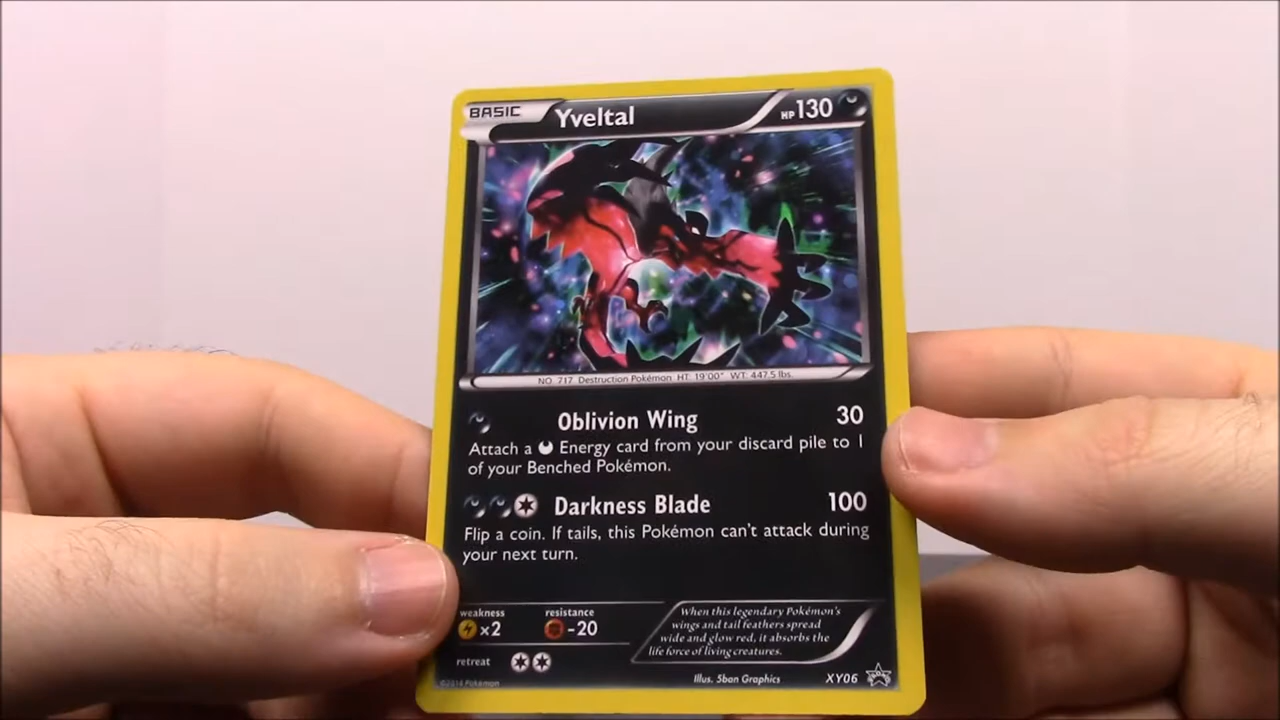 BASIC Yveltal HP130
NO. 717 Destruction Pokémon HT: 19'00" WT: 447.5 lbs.
Oblivion Wing 30
Attach a Energy card from your discard pile to 1
of your Benched Pokémon.
Darkness Blade 100
Flip a coin. If tails, this Pokémon can't attack during
your next turn.
weakness resistance
×2 -20
retreat
When this legendary Pokémon's
wings and tail feathers spread
wide and glow red, it absorbs the
life force of living creatures.
©2014 Pokémon Illus. 5ban Graphics XY06